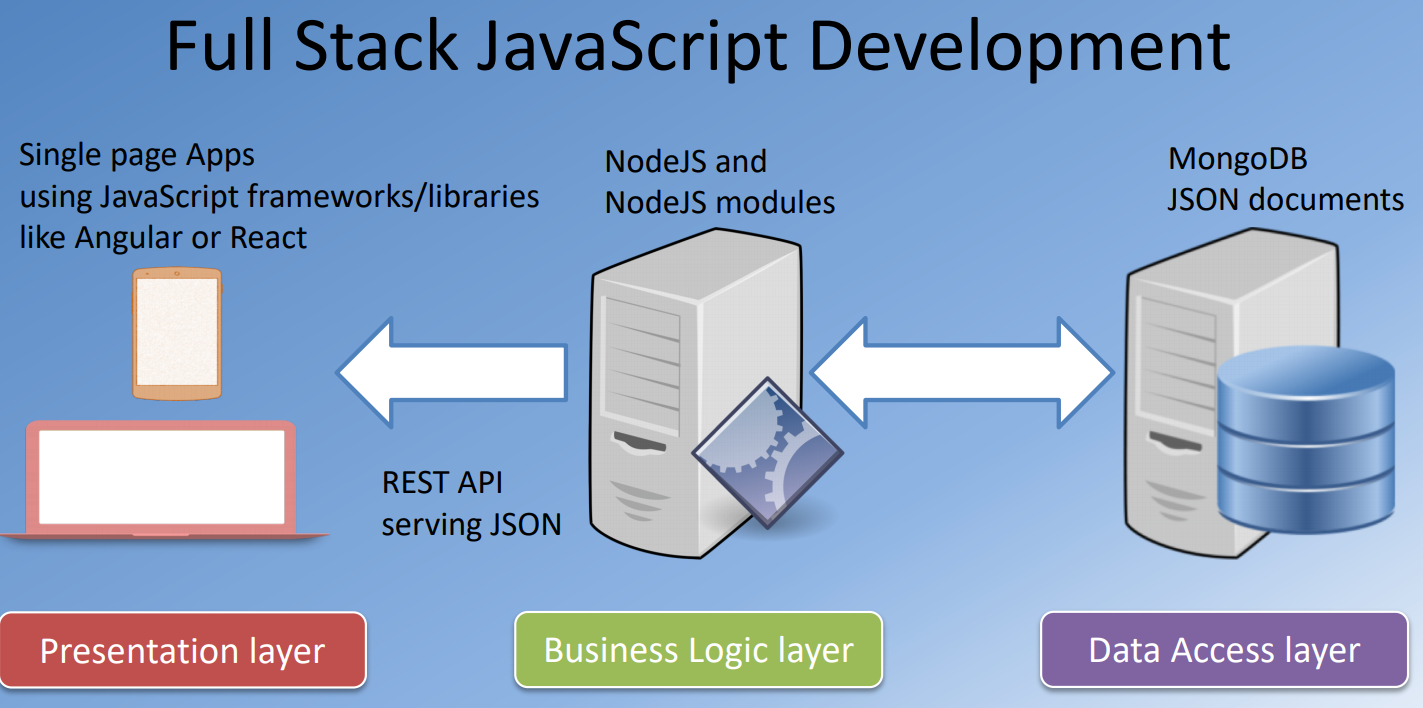 Full Stack JavaScript Development
Single page Apps
using JavaScript frameworks/libraries
like Angular or React
NodeJS and
NodeJS modules
MongoDB
JSON documents
REST API
serving JSON
Presentation layer
Business Logic layer
Data Access layer